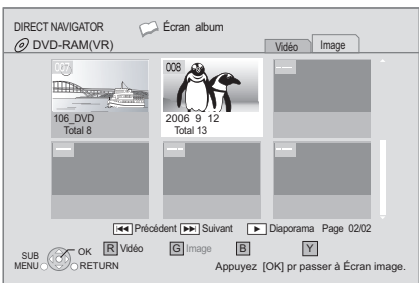 DIRECT NAVIGATOR Écran album
DVD-RAM(VR) Vidéo Image
007 008 ---
106_DVD 2006 9 12
Total 8 Total 13
--- --- ---
Précédent Suivant Diaporama Page 02/02
SUB MENU OK RETURN R Vidéo G Image B Y
Appuyez [OK] pr passer à Écran image.